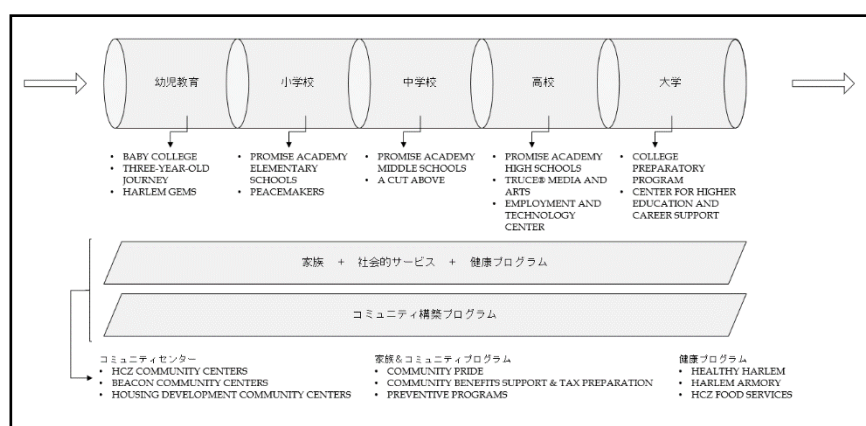 幼児教育
小学校
中学校
高校
大学
• BABY COLLEGE
• THREE-YEAR-OLD
JOURNEY
• HARLEM GEMS
• PROMISE ACADEMY
ELEMENTARY
SCHOOLS
• PEACEMAKERS
• PROMISE ACADEMY
MIDDLE SCHOOLS
• A CUT ABOVE
• PROMISE ACADEMY
HIGH SCHOOLS
• TRUCE® MEDIA AND
ARTS
• EMPLOYMENT AND
TECHNOLOGY
CENTER
• COLLEGE
PREPARATORY
PROGRAM
• CENTER FOR HIGHER
EDUCATION AND
CAREER SUPPORT
家族 + 社会的サービス + 健康プログラム
コミュニティ構築プログラム
コミュニティセンター
• HCZ COMMUNITY CENTERS
• BEACON COMMUNITY CENTERS
• HOUSING DEVELOPMENT COMMUNITY CENTERS
家族＆コミュニティプログラム
• COMMUNITY PRIDE
• COMMUNITY BENEFITS SUPPORT & TAX PREPARATION
• PREVENTIVE PROGRAMS
健康プログラム
• HEALTHY HARLEM
• HARLEM ARMORY
• HCZ FOOD SERVICES